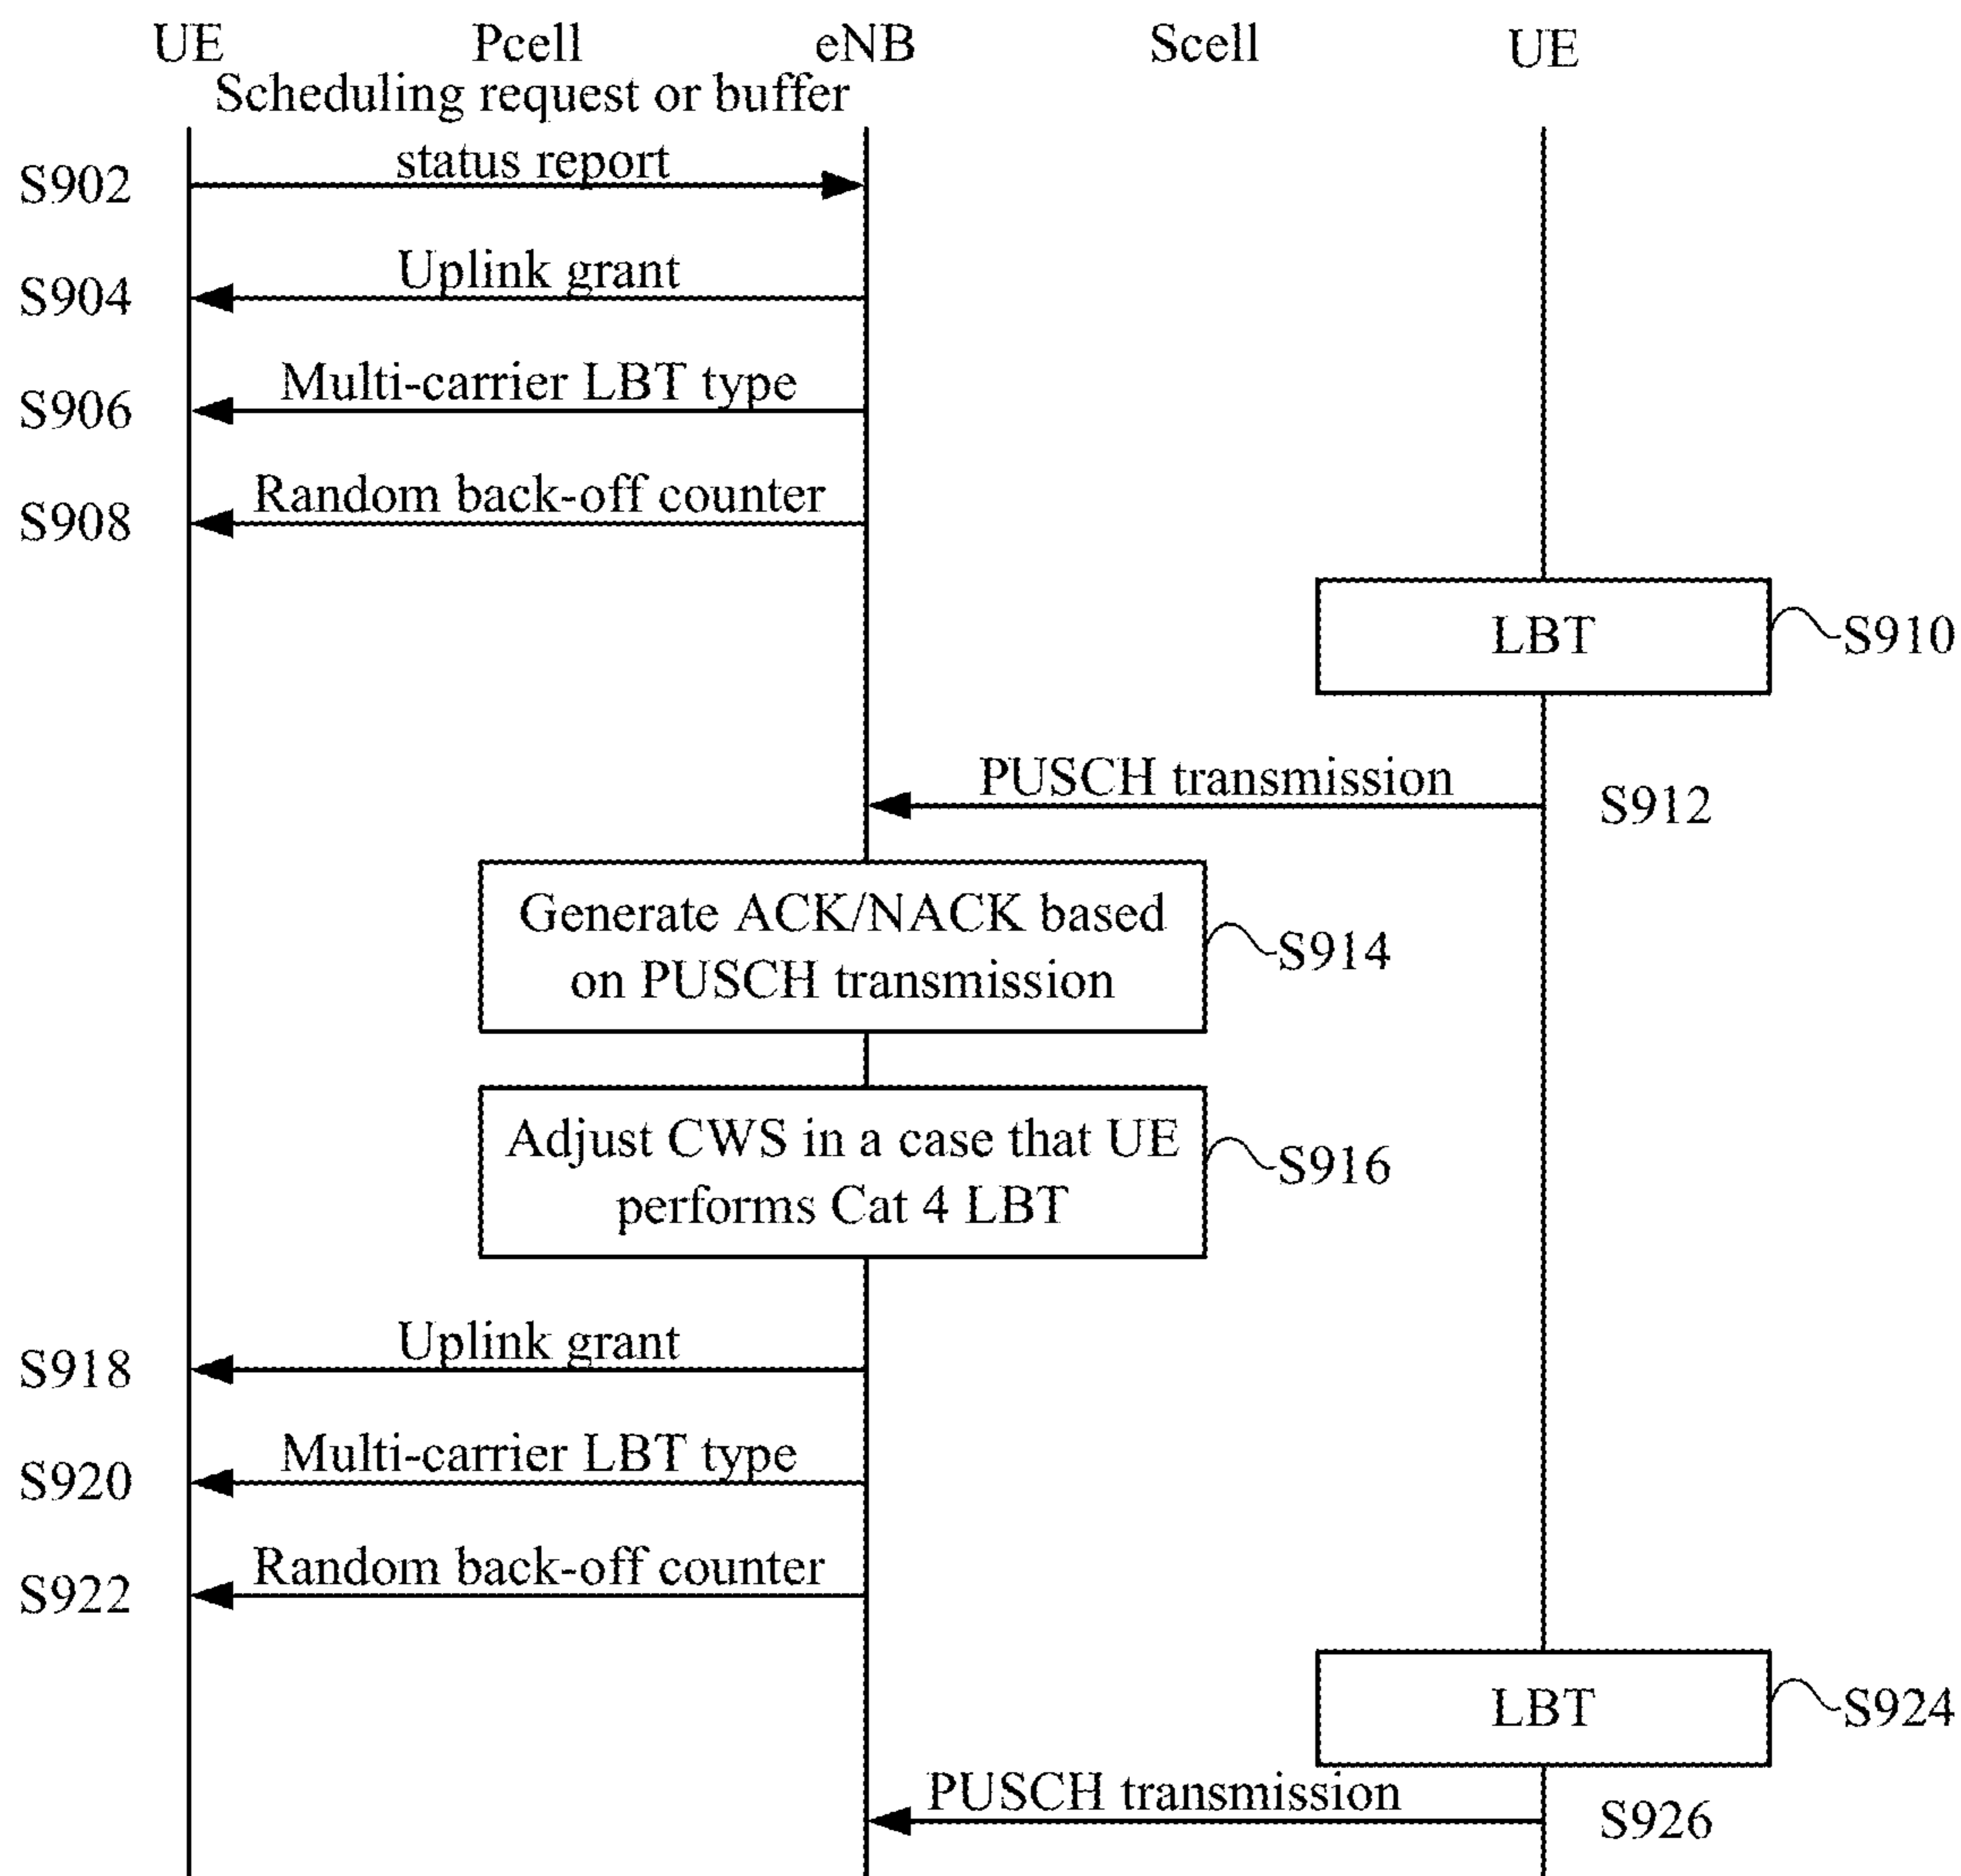 UE Pcell eNB Scell UE
Scheduling request or buffer
status report
S902
Uplink grant
S904
Multi-carrier LBT type
S906
Random back-off counter
S908
LBT
S910
PUSCH transmission
S912
Generate ACK/NACK based
on PUSCH transmission
S914
Adjust CWS in a case that UE
performs Cat 4 LBT
S916
Uplink grant
S918
Multi-carrier LBT type
S920
Random back-off counter
S922
LBT
S924
PUSCH transmission
S926